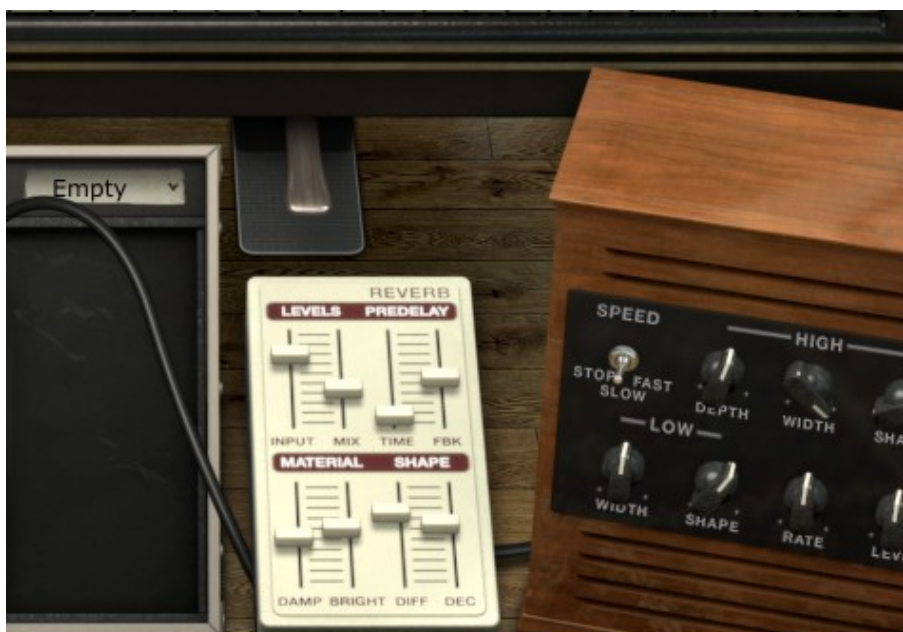 Empty
REVERB
LEVELS PREDELAY
INPUT MIX TIME FBK
MATERIAL SHAPE
DAMP BRIGHT DIFF DEC
SPEED
HIGH
STOP FAST
SLOW
DEPTH
WIDTH
LOW
WIDTH
SHAPE
RATE